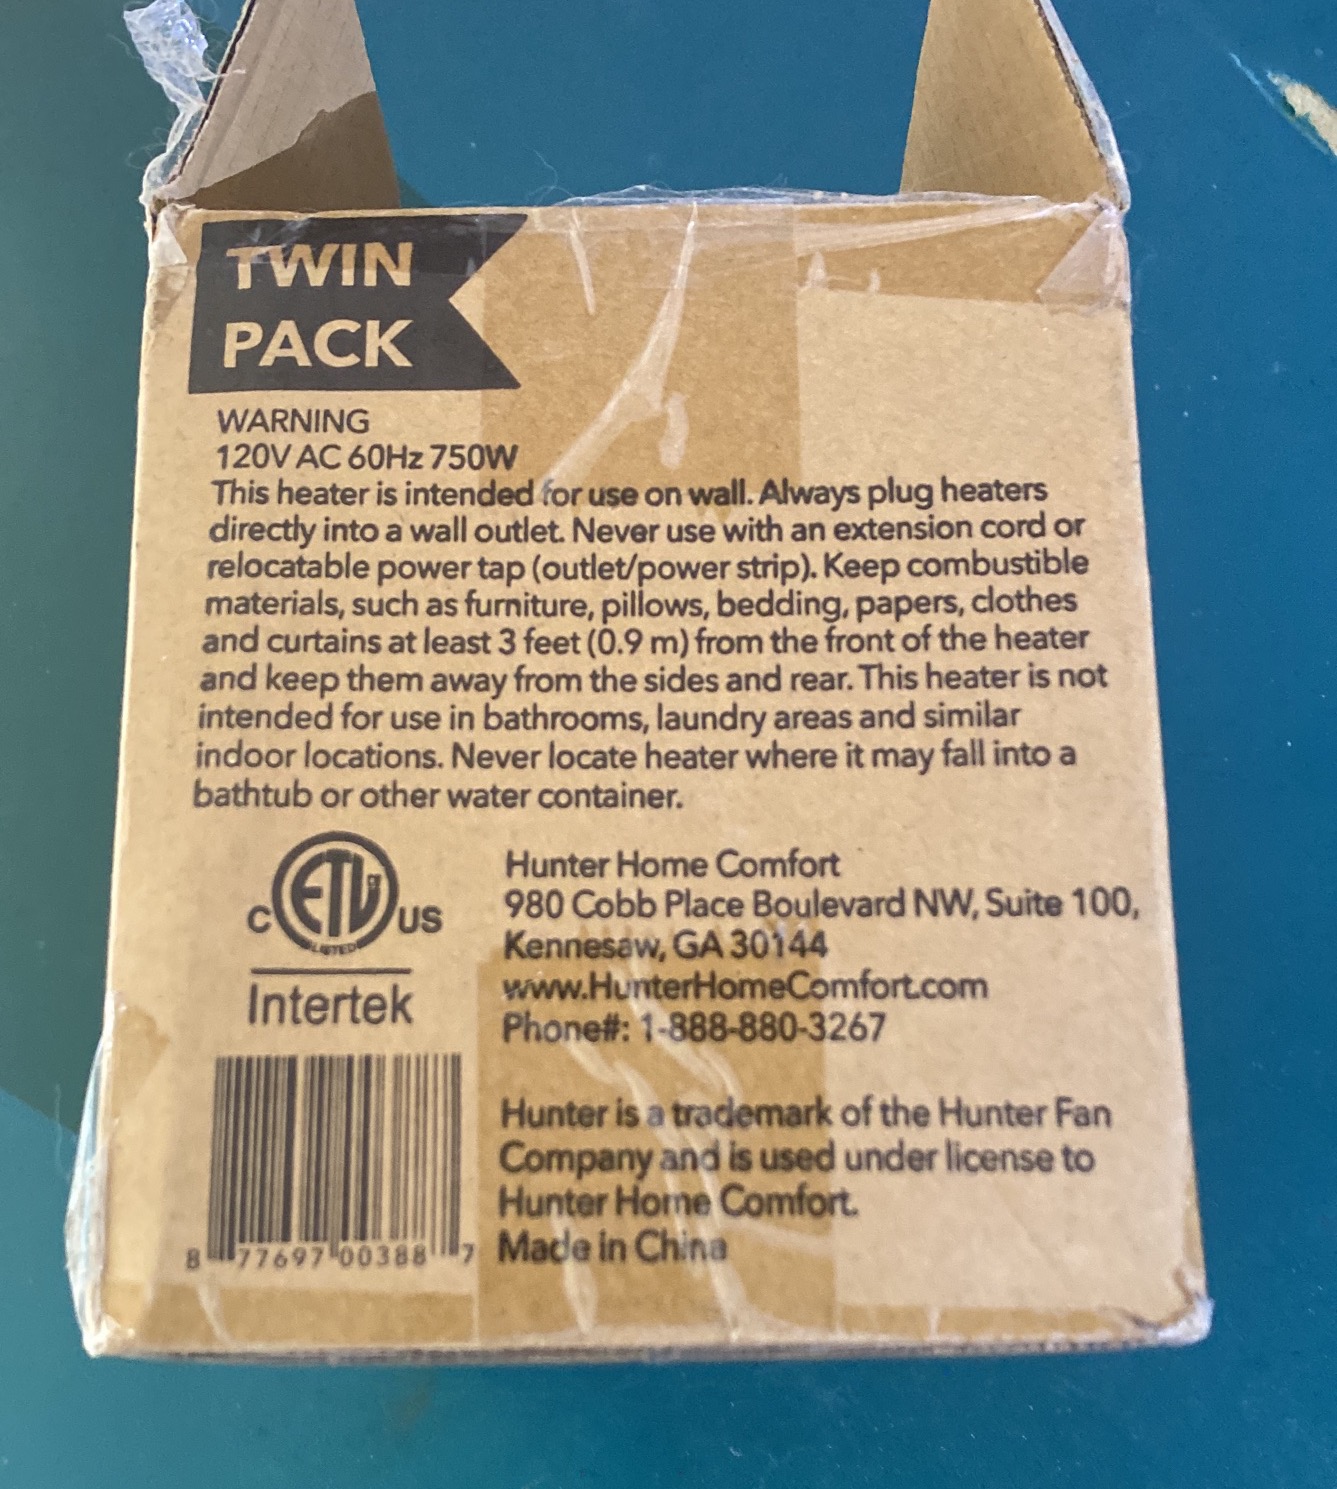 TWIN
PACK
WARNING
120V AC 60Hz 750W
This heater is intended for use on wall. Always plug heaters
directly into a wall outlet. Never use with an extension cord or
relocatable power tap (outlet/power strip). Keep combustible
materials, such as furniture, pillows, bedding, papers, clothes
and curtains at least 3 feet (0.9 m) from the front of the heater
and keep them away from the sides and rear. This heater is not
intended for use in bathrooms, laundry areas and similar
indoor locations. Never locate heater where it may fall into a
bathtub or other water container.
C ETL US
LISTED
Intertek
Hunter Home Comfort
980 Cobb Place Boulevard NW, Suite 100,
Kennesaw, GA 30144
www.HunterHomeComfort.com
Phone#: 1-888-880-3267
Hunter is a trademark of the Hunter Fan
Company and is used under license to
Hunter Home Comfort.
Made in China
8 77697 00388 7